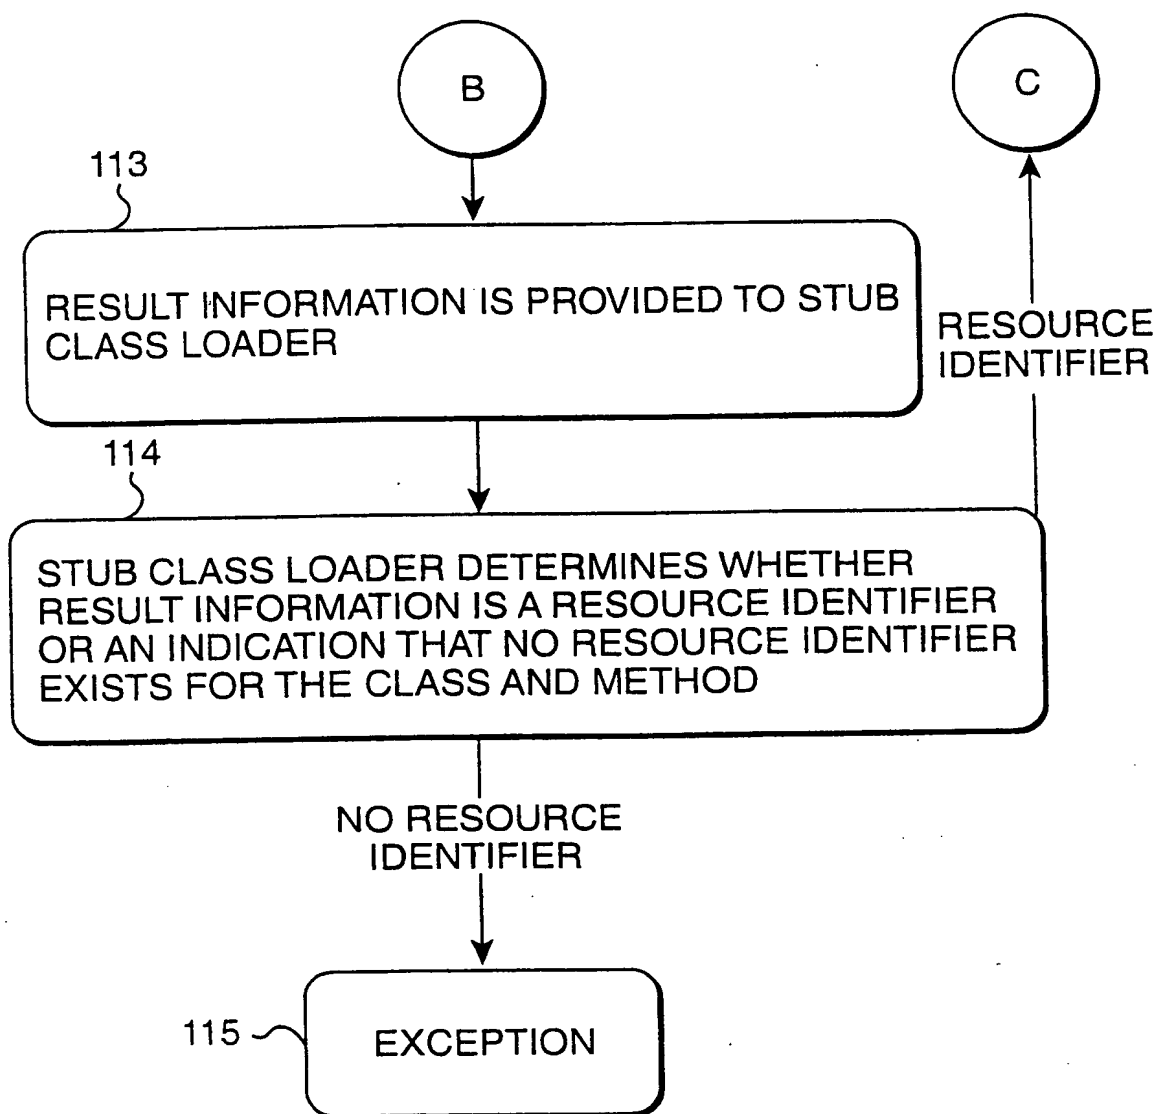 B
C
113
RESULT INFORMATION IS PROVIDED TO STUB
CLASS LOADER
RESOURCE
IDENTIFIER
114
STUB CLASS LOADER DETERMINES WHETHER
RESULT INFORMATION IS A RESOURCE IDENTIFIER
OR AN INDICATION THAT NO RESOURCE IDENTIFIER
EXISTS FOR THE CLASS AND METHOD
NO RESOURCE
IDENTIFIER
115
EXCEPTION